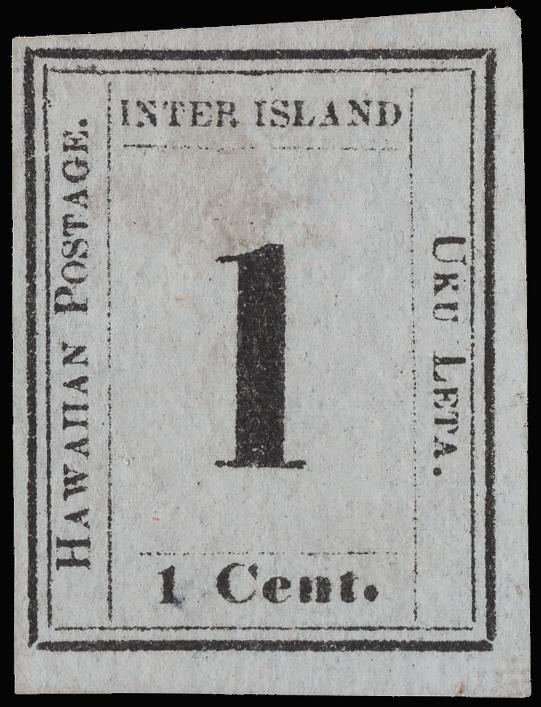 INTER ISLAND
HAWAIIAN POSTAGE.
1
UKU LETA.
1 Cent.